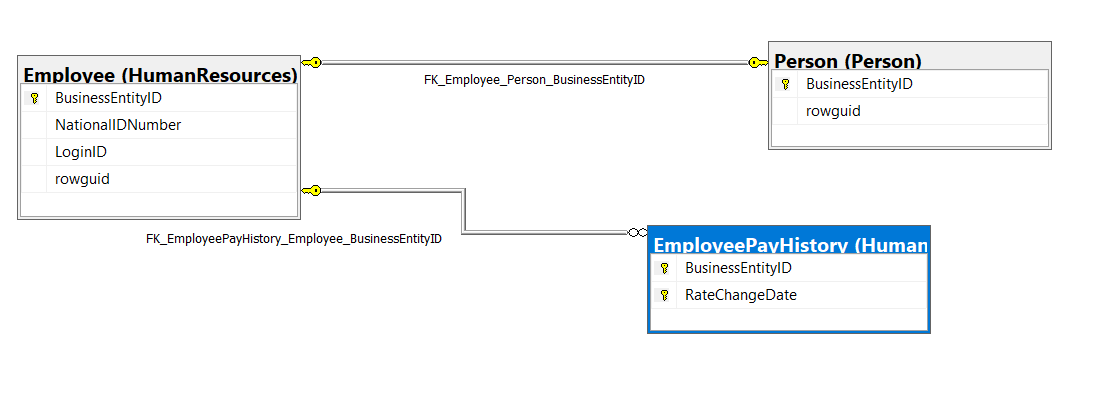 Employee (HumanResources)
BusinessEntityID
NationalIDNumber
LoginID
rowguid
FK_Employee_Person_BusinessEntityID
Person (Person)
BusinessEntityID
rowguid
FK_EmployeePayHistory_Employee_BusinessEntityID
EmployeePayHistory (Human
BusinessEntityID
RateChangeDate